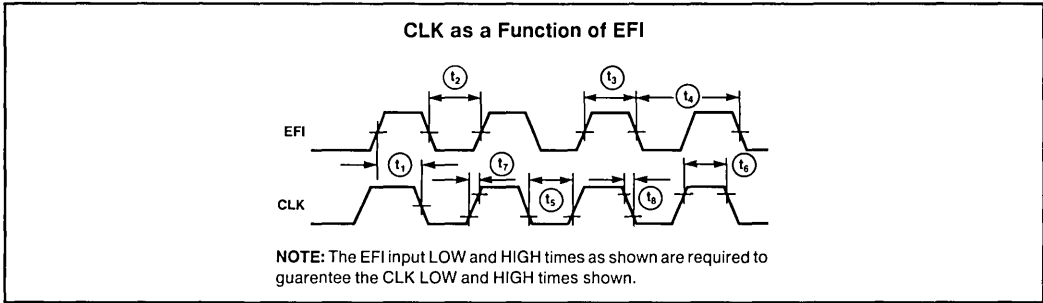 CLK as a Function of EFI
t2
t3
t4
EFI
t1
t7
t6
t5
t8
CLK
NOTE: The EFI input LOW and HIGH times as shown are required to
guarentee the CLK LOW and HIGH times shown.